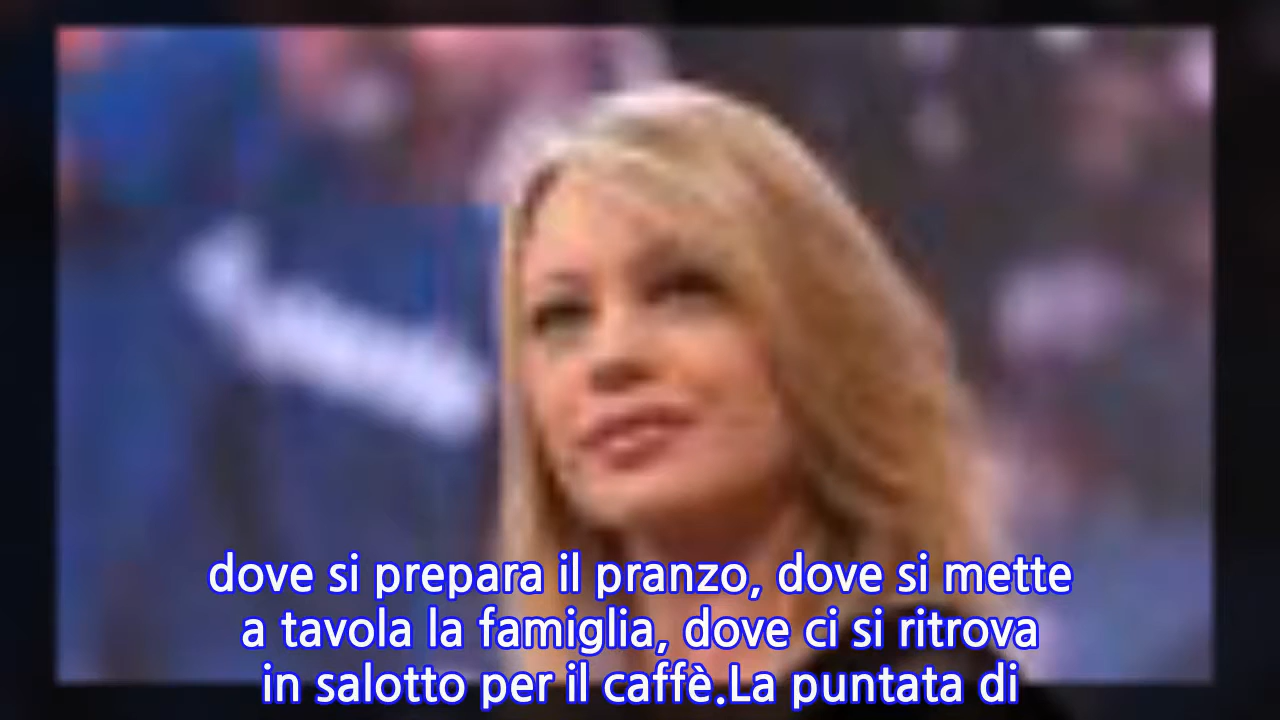 dove si prepara il pranzo, dove si mette
a tavola la famiglia, dove ci si ritrova
in salotto per il caffè.La puntata di